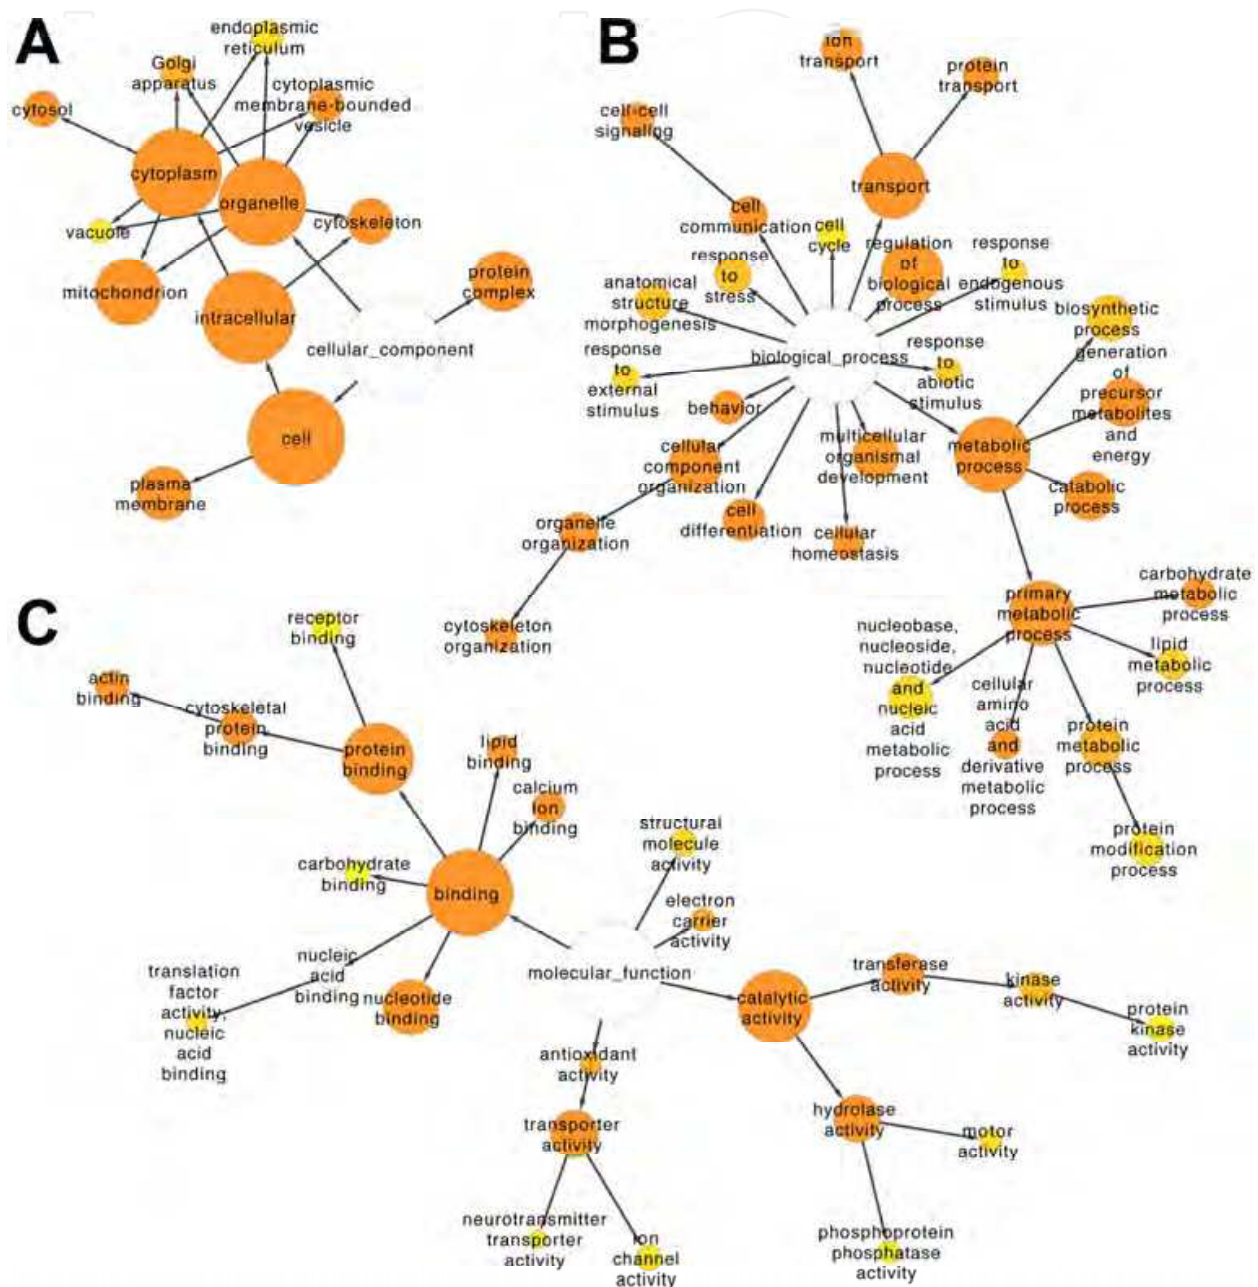 A
endoplasmic
reticulum
Golgi
apparatus
cytoplasmic
membrane-bounded
vesicle
cytosol
cytoplasm
organelle
vacuole
cytoskeleton
mitochondrion
intracellular
protein
complex
cellular_component
cell
plasma
membrane
B
ion
transport
protein
transport
cell-cell
signaling
transport
cell
communication
cell
cycle
regulation
of
biological
process
response
to
endogenous
stimulus
response
to
stress
anatomical
structure
morphogenesis
biosynthetic
process
biological_process
response
to
external
stimulus
response
to
abiotic
stimulus
generation
of
precursor
metabolites
and
energy
behavior
cellular
component
organization
multicellular
organismal
development
metabolic
process
catabolic
process
organelle
organization
cell
differentiation
cellular
homeostasis
cytoskeleton
organization
primary
metabolic
process
carbohydrate
metabolic
process
nucleobase,
nucleoside,
nucleotide
and
nucleic
acid
metabolic
process
cellular
amino
acid
and
derivative
metabolic
process
lipid
metabolic
process
protein
metabolic
process
protein
modification
process
C
receptor
binding
actin
binding
cytoskeletal
protein
binding
protein
binding
lipid
binding
calcium
ion
binding
structural
molecule
activity
carbohydrate
binding
binding
electron
carrier
activity
nucleic
acid
binding
translation
factor
activity,
nucleic
acid
binding
nucleotide
binding
molecular_function
catalytic
activity
transferase
activity
kinase
activity
protein
kinase
activity
antioxidant
activity
transporter
activity
hydrolase
activity
motor
activity
neurotransmitter
transporter
activity
ion
channel
activity
phosphoprotein
phosphatase
activity